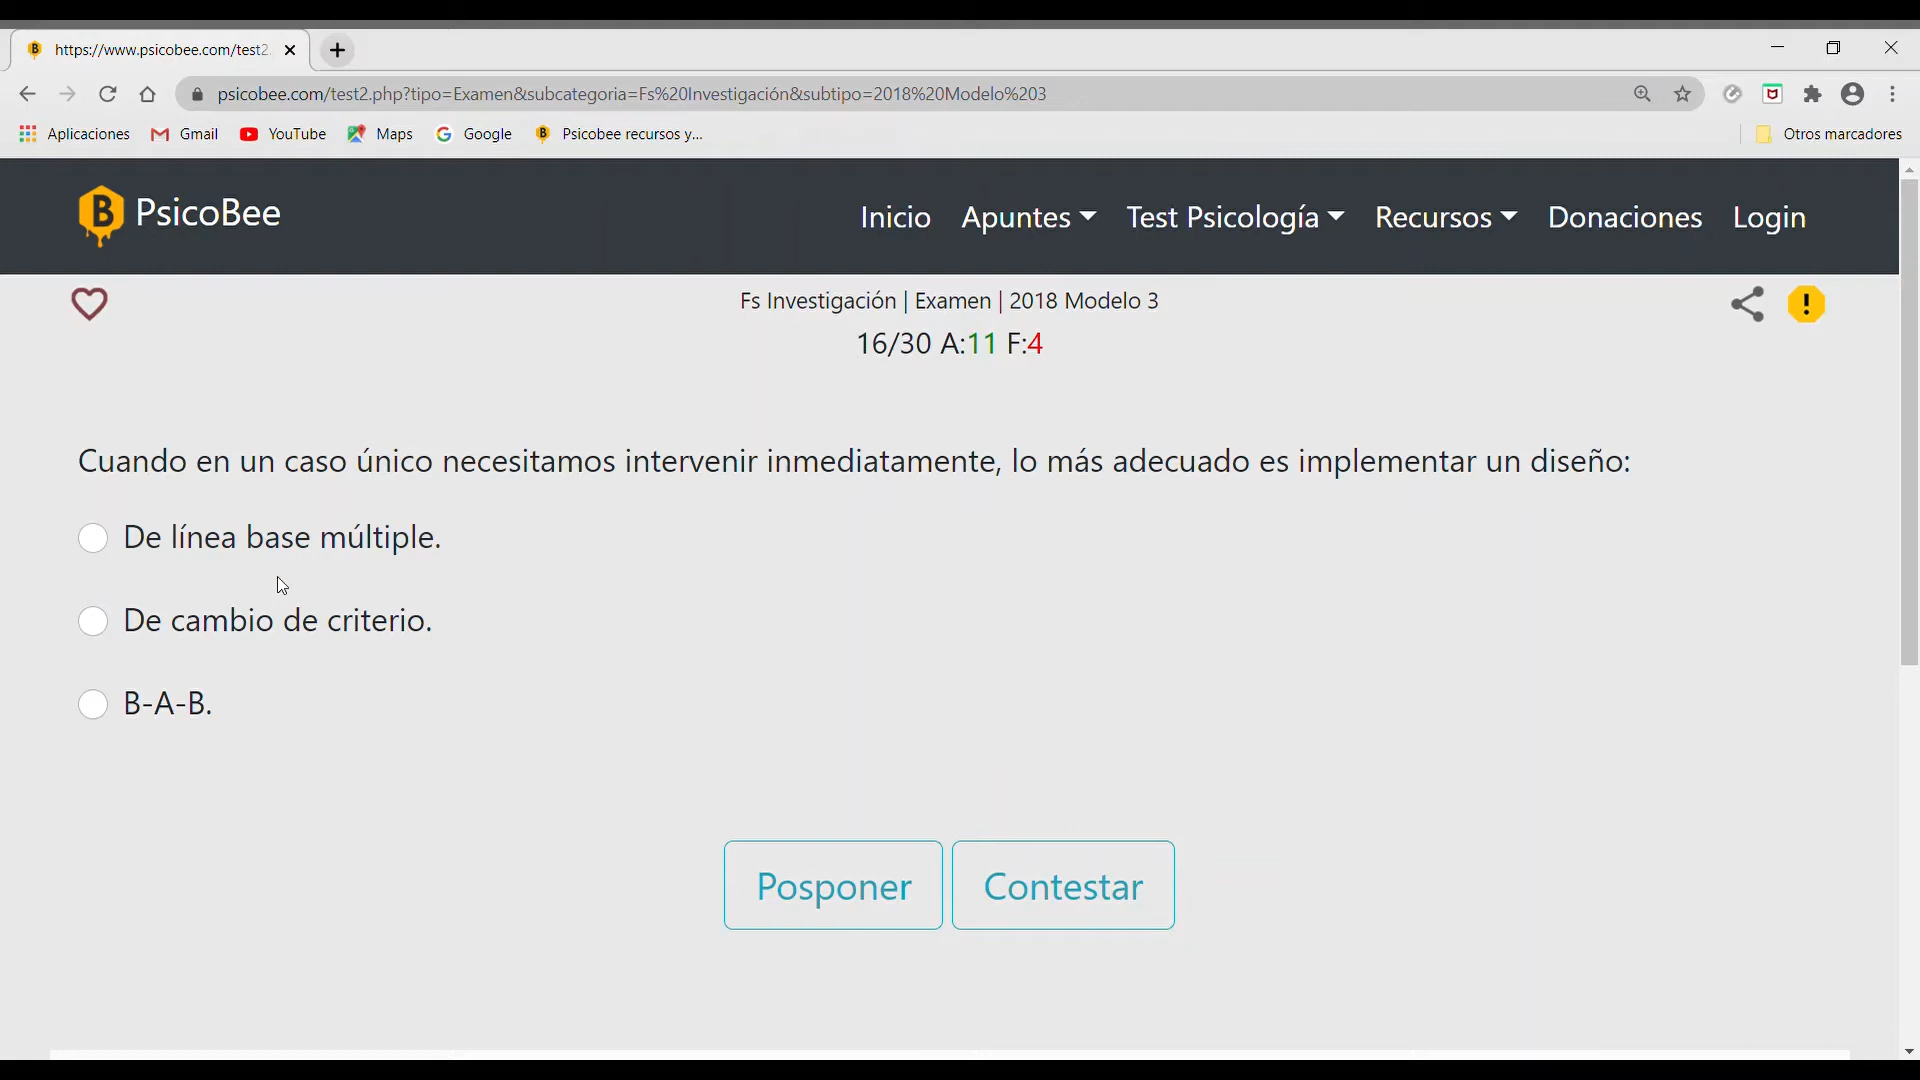 https://www.psicobee.com/test2
psicobee.com/test2.php?tipo=Examen&subcategoria=Fs%20Investigación&subtipo=2018%20Modelo%203
Aplicaciones Gmail YouTube Maps Google Psicobee recursos y... Otros marcadores
B PsicoBee Inicio Apuntes Test Psicología Recursos Donaciones Login
Fs Investigación | Examen | 2018 Modelo 3
16/30 A:11 F:4
Cuando en un caso único necesitamos intervenir inmediatamente, lo más adecuado es implementar un diseño:
De línea base múltiple.
De cambio de criterio.
B-A-B.
Posponer Contestar